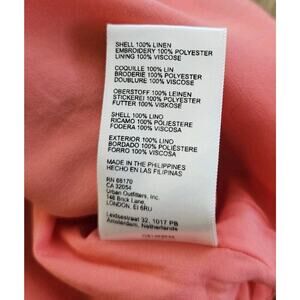 SHELL 100% LINEN
EMBROIDERY 100% POLYESTER
LINING 100% VISCOSE
COQUILLE 100% LIN
BRODERIE 100% POLYESTER
DOUBLURE 100% VISCOSE
OBERSTOFF 100% LEINEN
STICKEREI 100% POLYESTER
FUTTER 100% VISKOSE
SHELL 100% LINO
RICAMO 100% POLIESTERE
FODERA 100% VISCOSA
EXTERIOR 100% LINO
BORDADO 100% POLIÉSTER
FORRO 100% VISCOSA
MADE IN THE PHILIPPINES
HECHO EN LAS FILIPINAS
RN 66170
CA 32054
Urban Outfitters, Inc.
146 Brick Lane,
LONDON, E1 6RU
Leidsestraat 32, 1017 PB
Amsterdam, Netherlands